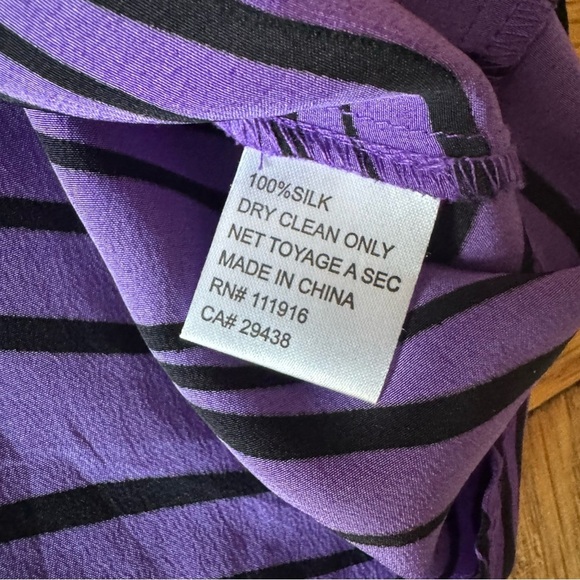 100%SILK
DRY CLEAN ONLY
NET TOYAGE A SEC
MADE IN CHINA
RN# 111916
CA# 29438